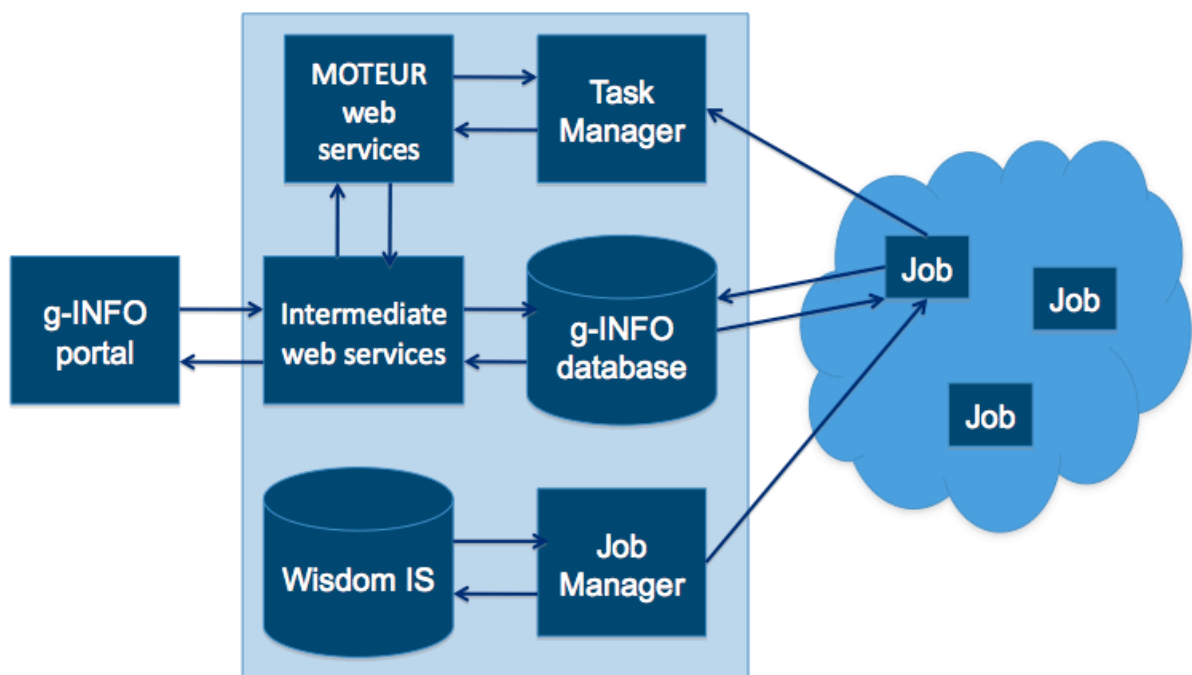 MOTEUR
web
services
Task
Manager
g-INFO
portal
Intermediate
web services
g-INFO
database
Job
Job
Job
Wisdom IS
Job
Manager